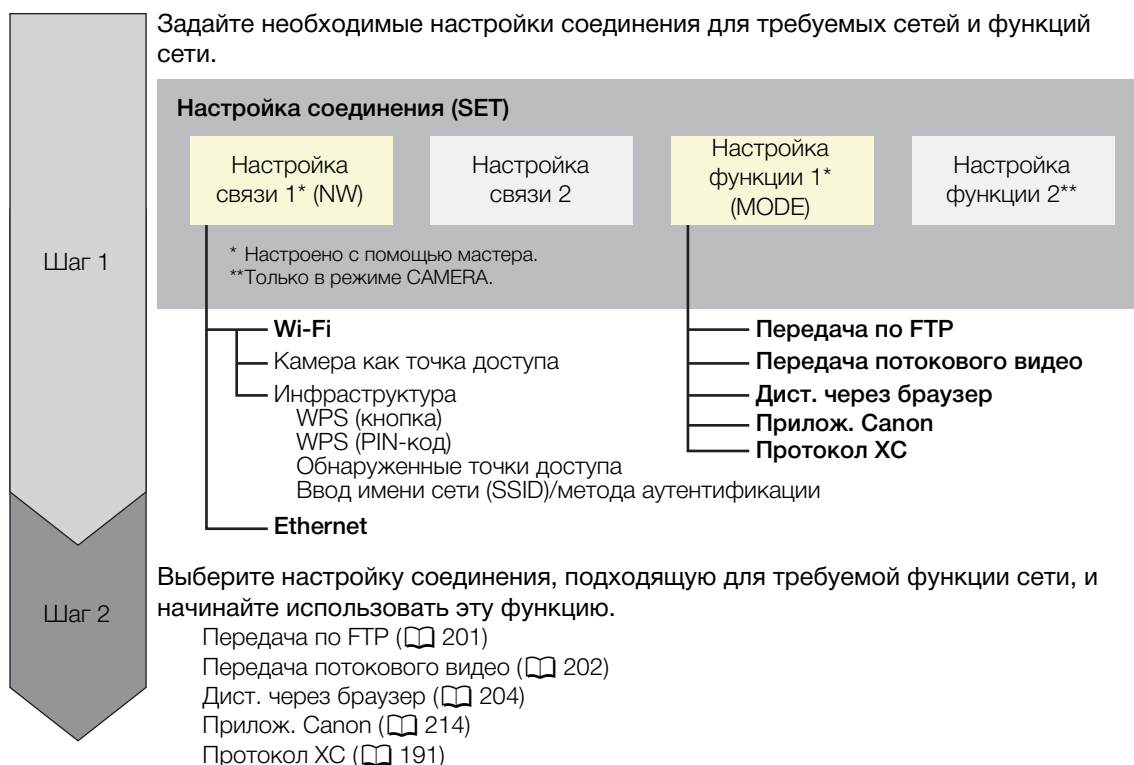 Задайте необходимые настройки соединения для требуемых сетей и функций
сети.
Настройка соединения (SET)
Настройка
связи 1* (NW)
Настройка
связи 2
Настройка
функции 1*
(MODE)
Настройка
функции 2**
* Настроено с помощью мастера.
**Только в режиме CAMERA.
Шаг 1
Wi-Fi
Камера как точка доступа
Инфраструктура
WPS (кнопка)
WPS (PIN-код)
Обнаруженные точки доступа
Ввод имени сети (SSID)/метода аутентификации
Ethernet
Передача по FTP
Передача потокового видео
Дист. через браузер
Прилож. Canon
Протокол XC
Шаг 2
Выберите настройку соединения, подходящую для требуемой функции сети, и
начинайте использовать эту функцию.
Передача по FTP (📖 201)
Передача потокового видео (📖 202)
Дист. через браузер (📖 204)
Прилож. Canon (📖 214)
Протокол XC (📖 191)